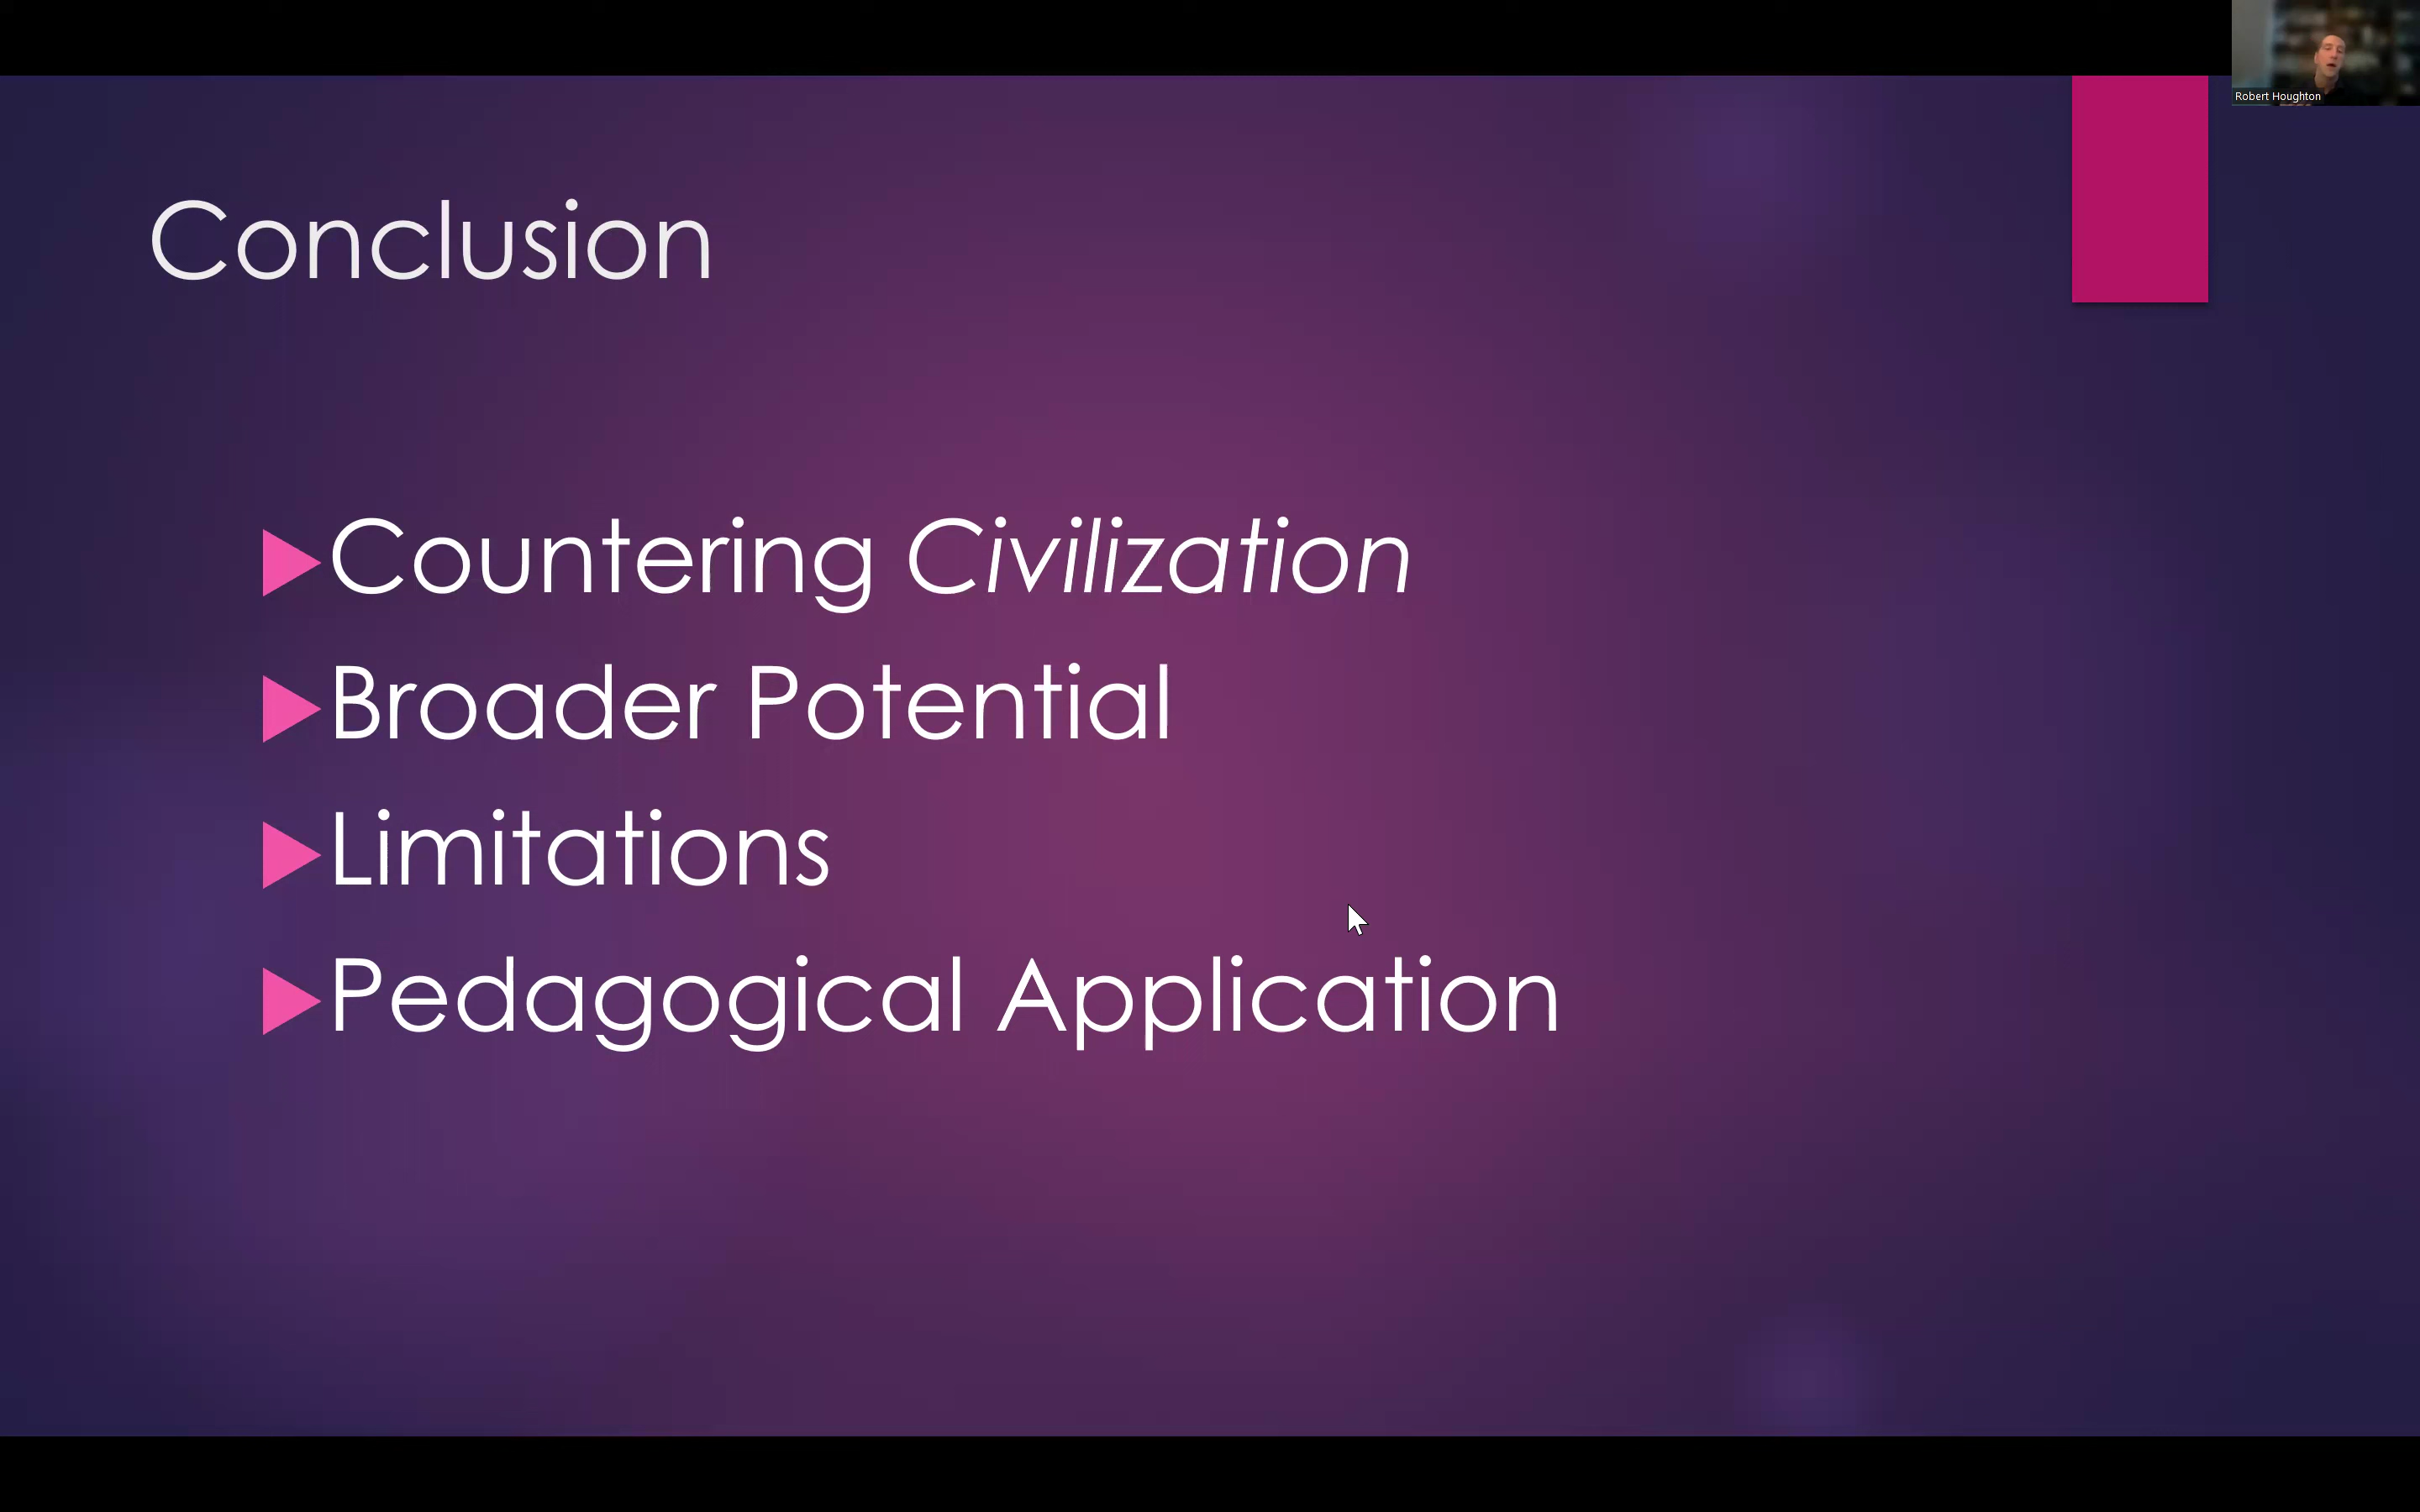 Robert Houghton
Conclusion
Countering Civilization
Broader Potential
Limitations
Pedagogical Application